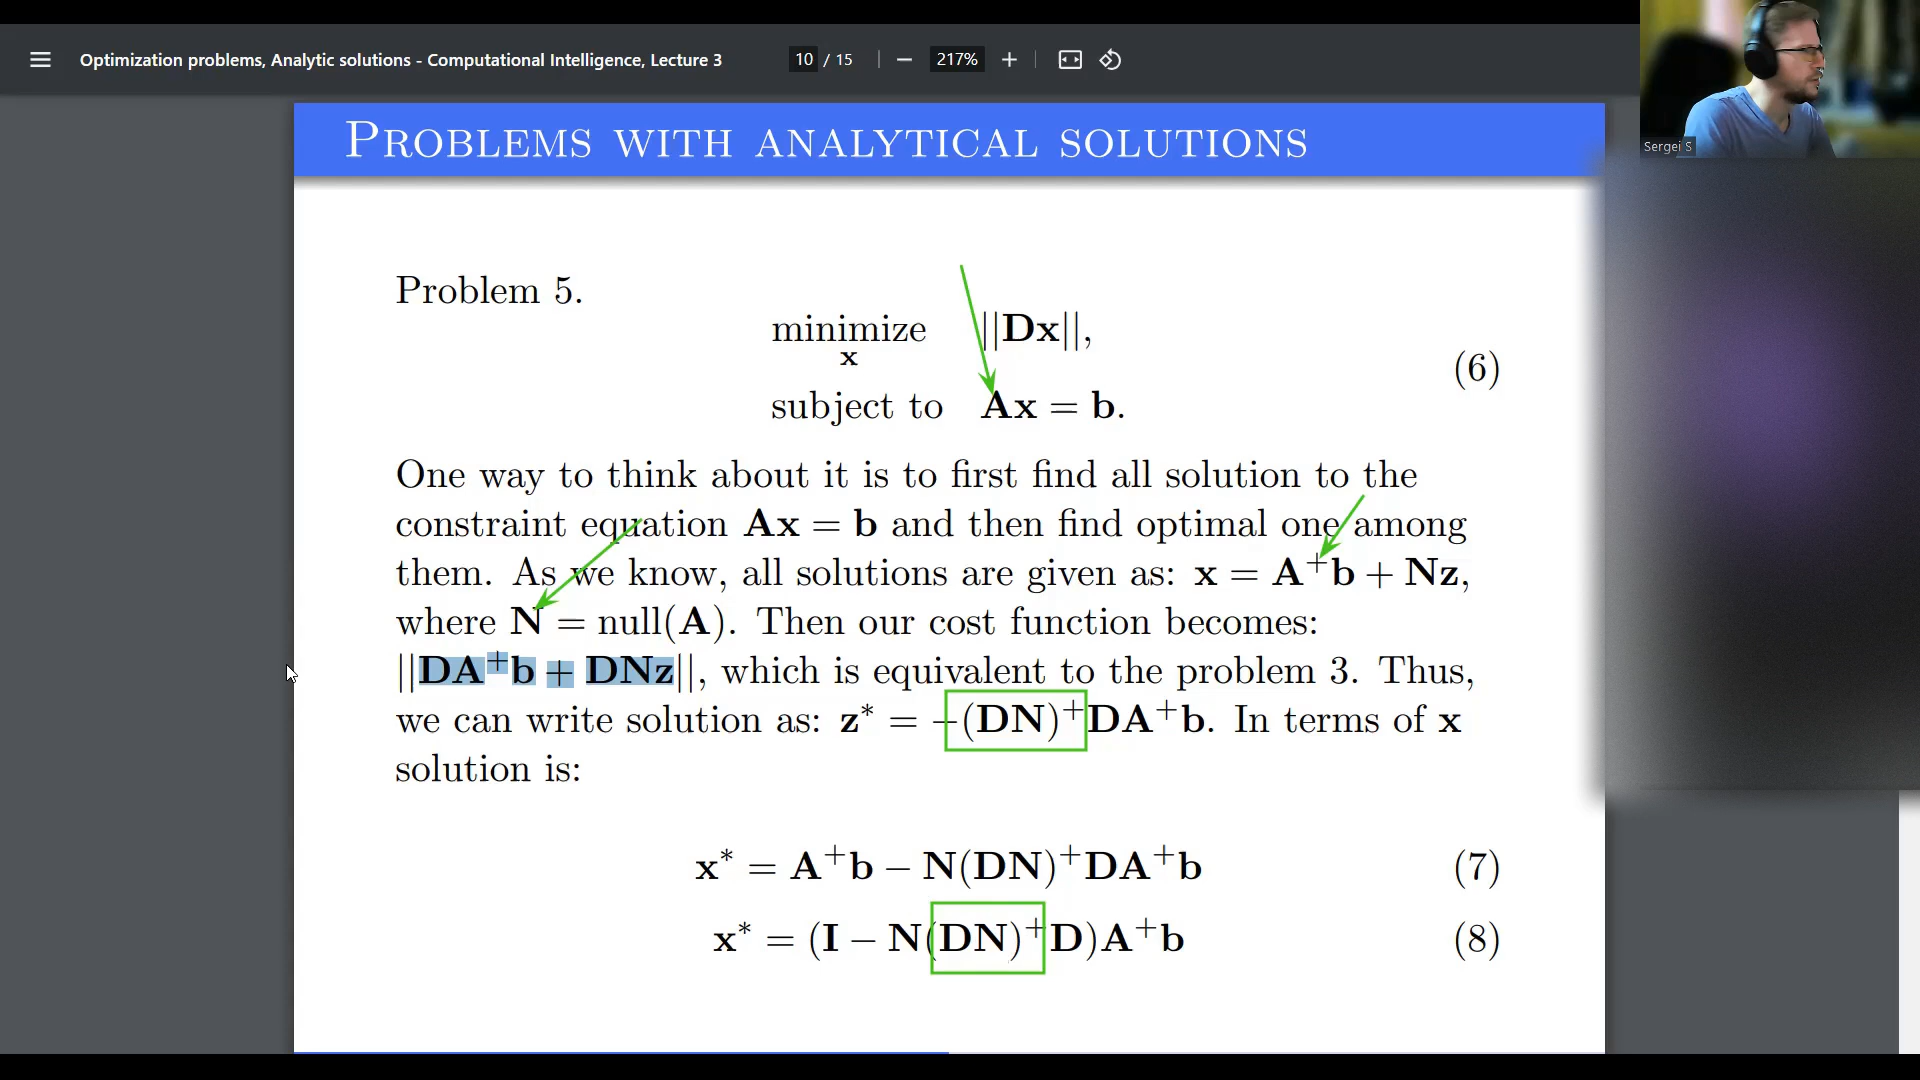 Optimization problems, Analytic solutions - Computational Intelligence, Lecture 3
10 / 15
217%
Sergei S
PROBLEMS WITH ANALYTICAL SOLUTIONS
Problem 5.
minimize ||Dx||,
x
(6)
subject to Ax = b.
One way to think about it is to first find all solution to the
constraint equation Ax = b and then find optimal one among
them. As we know, all solutions are given as: x = A⁺b + Nz,
where N = null(A). Then our cost function becomes:
||DA⁺b + DNz||, which is equivalent to the problem 3. Thus,
we can write solution as: z* = −(DN)⁺DA⁺b. In terms of x
solution is:
x* = A⁺b − N(DN)⁺DA⁺b (7)
x* = (I − N(DN)⁺D)A⁺b (8)